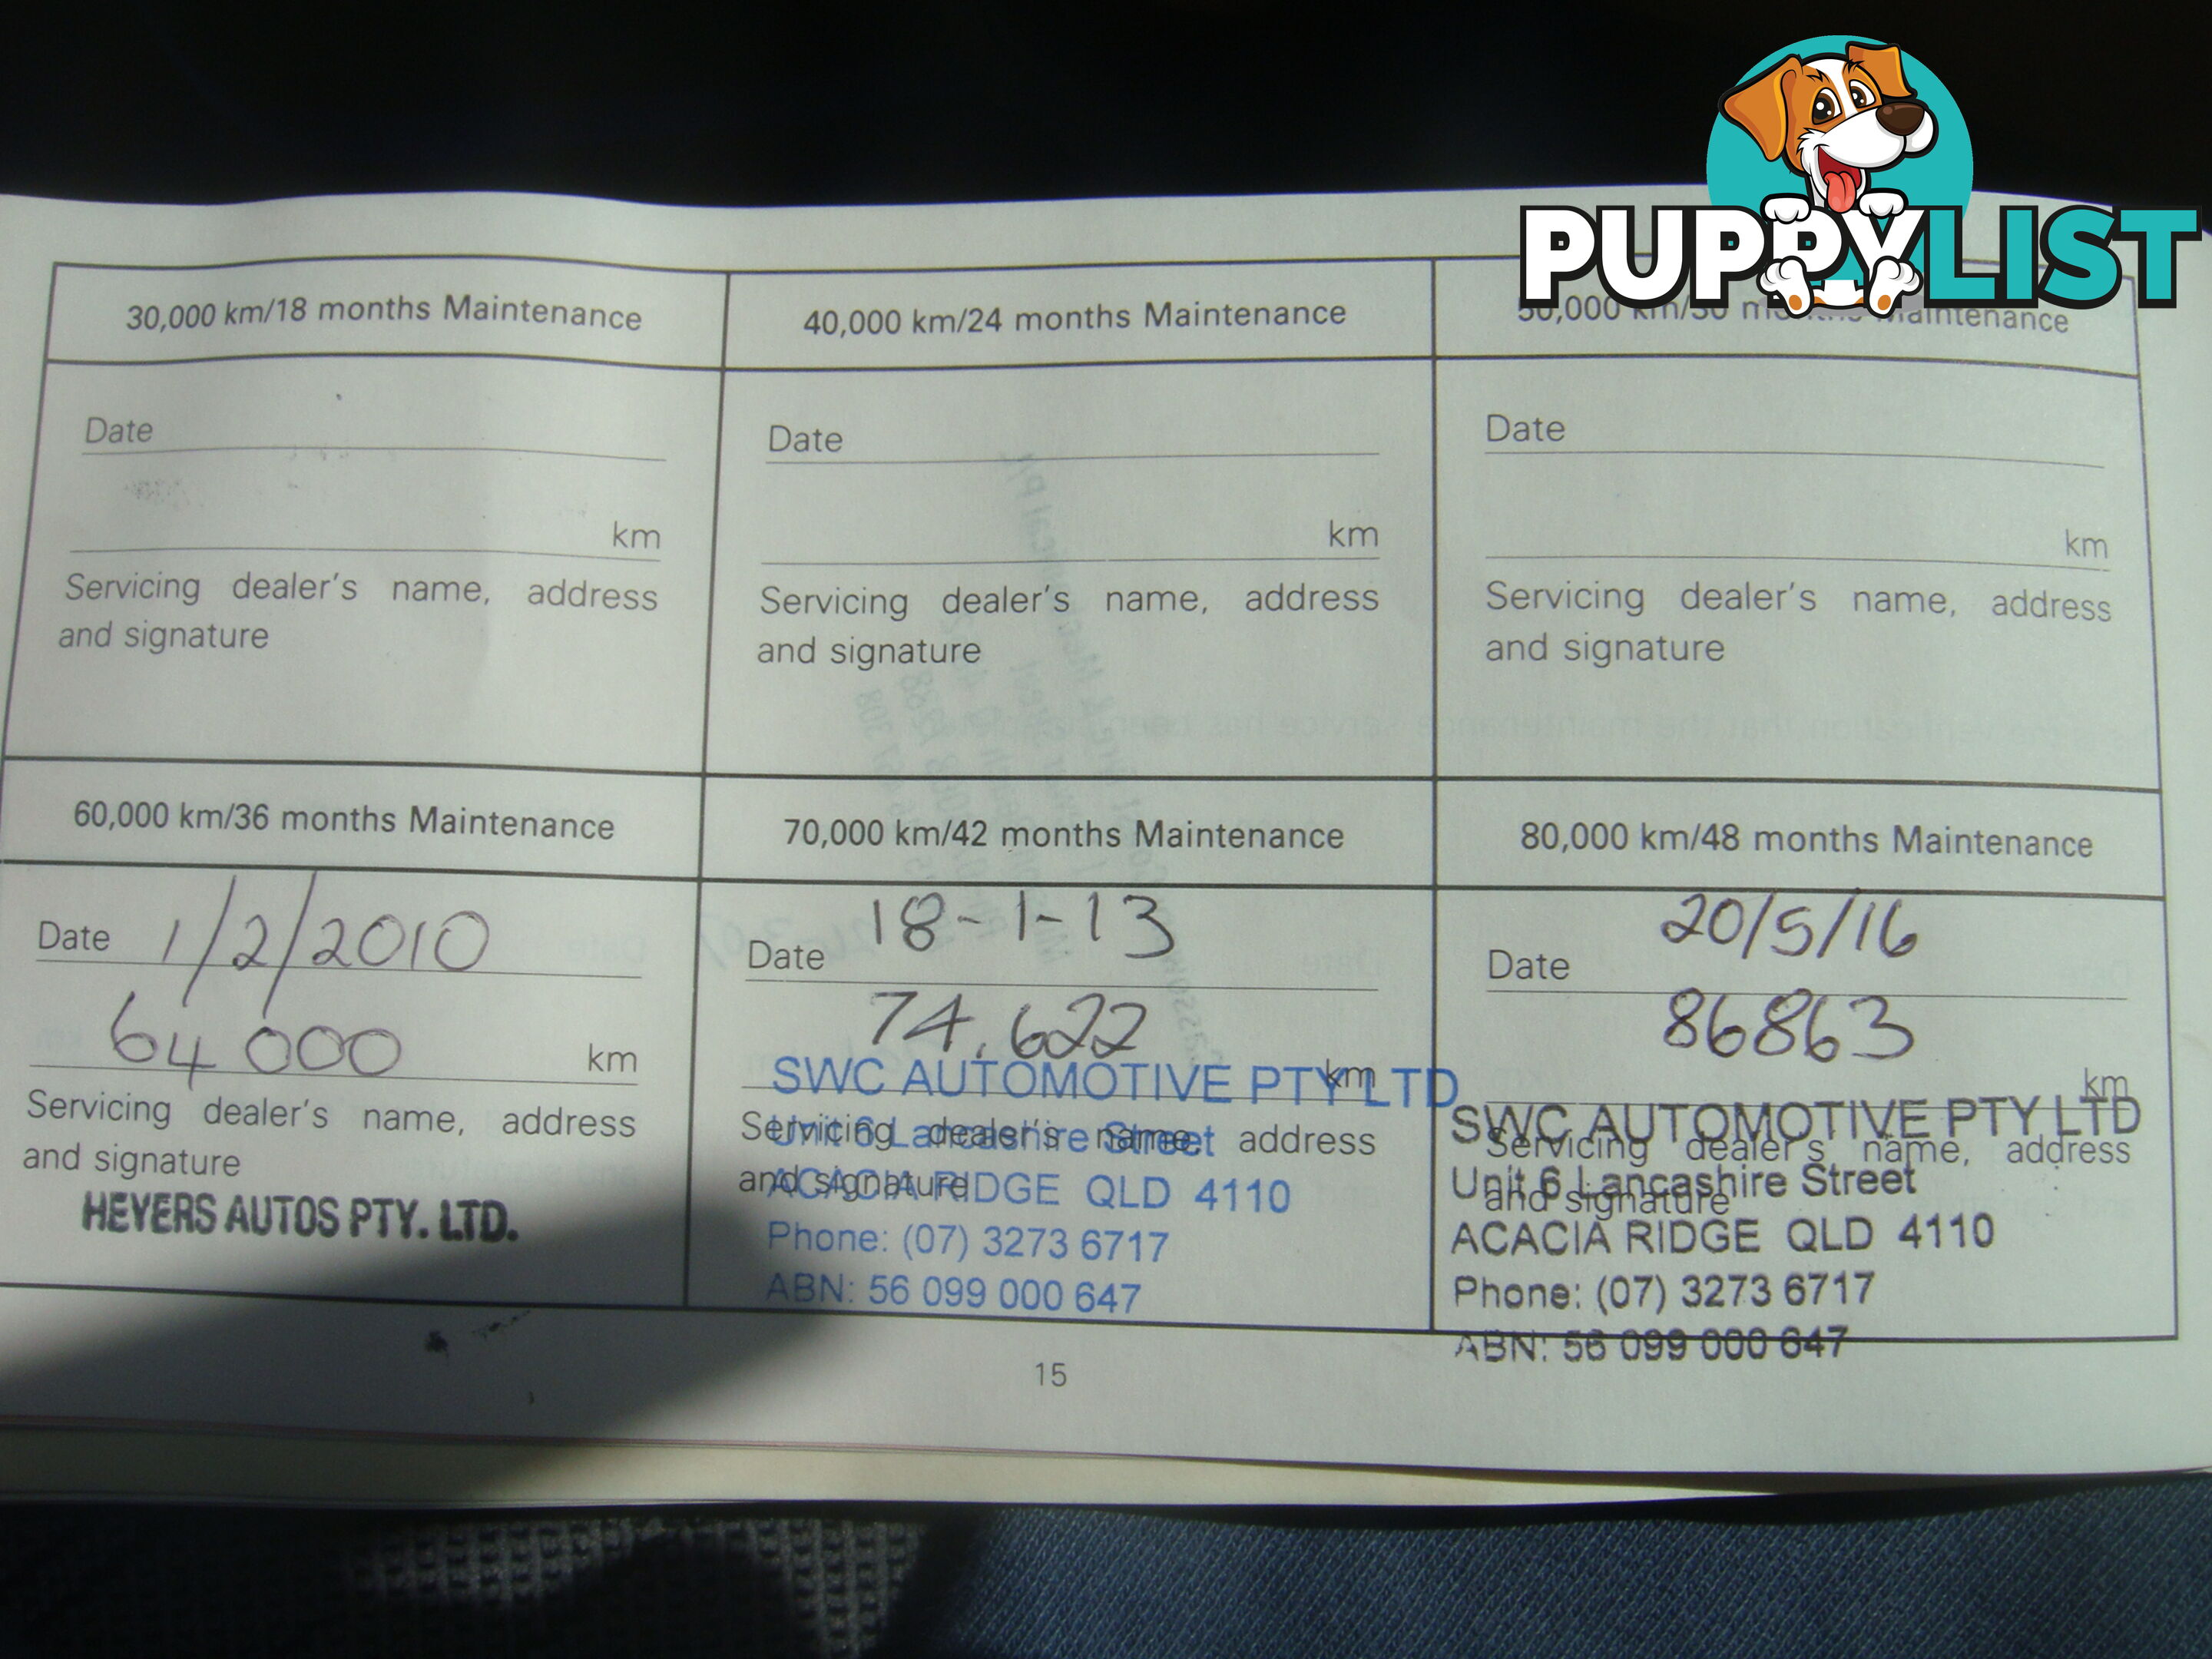 PUPPYLIST
30,000 km/18 months Maintenance
40,000 km/24 months Maintenance
50,000 km/30 months Maintenance
Date
km
Servicing dealer's name, address
and signature
Date
km
Servicing dealer's name, address
and signature
Date
km
Servicing dealer's name, address
and signature
60,000 km/36 months Maintenance
Date 1/2/2010
64 000 km
Servicing dealer's name, address
and signature
HEYERS AUTOS PTY. LTD.
70,000 km/42 months Maintenance
Date 18-1-13
74,622 km
SWC AUTOMOTIVE PTY LTD
Servicing dealer's name, address
Unit 6 Lancashire Street
and signature
ACACIA RIDGE QLD 4110
Phone: (07) 3273 6717
ABN: 56 099 000 647
80,000 km/48 months Maintenance
Date 20/5/16
86863 km
SWC AUTOMOTIVE PTY LTD
Servicing dealer's name, address
Unit 6 Lancashire Street
and signature
ACACIA RIDGE QLD 4110
Phone: (07) 3273 6717
ABN: 56 099 000 647
15